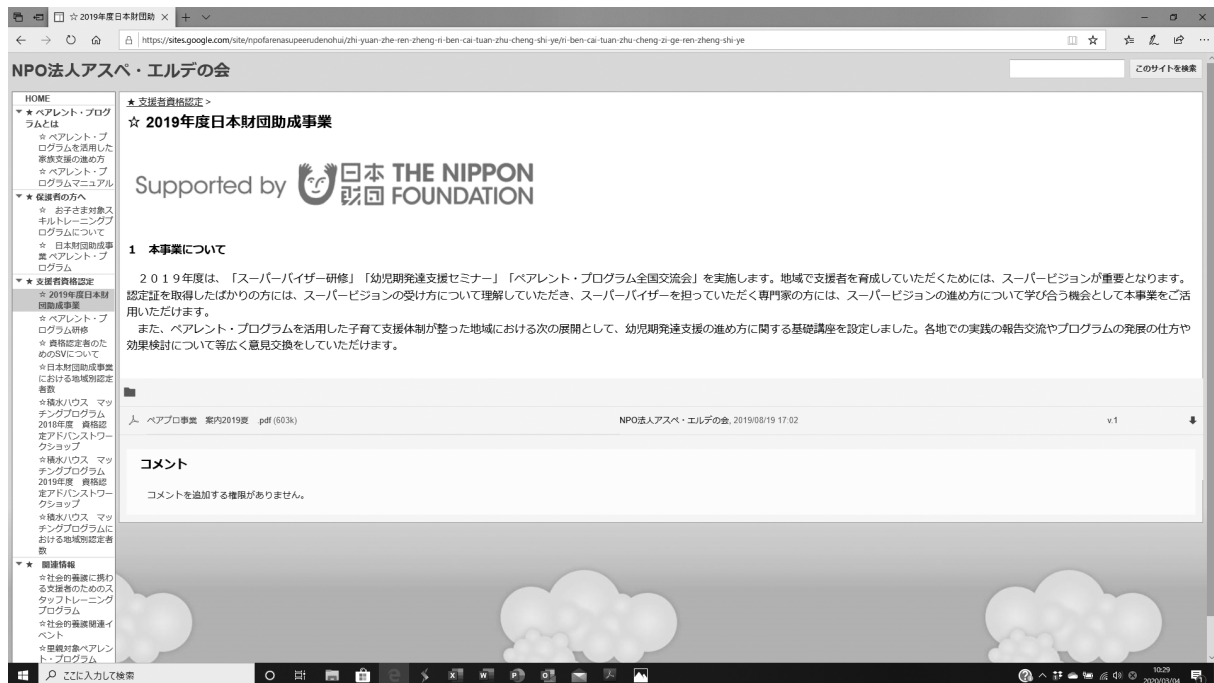 ☆ 2019年度日本財団助
https://sites.google.com/site/npofarenasupeerudenohui/zhi-yuan-zhe-ren-zheng-ri-ben-cai-tuan-zhu-cheng-shi-ye/ri-ben-cai-tuan-zhu-cheng-zi-ge-ren-zheng-shi-ye
NPO法人アスペ・エルデの会
このサイトを検索
HOME
★ ペアレント・プログ
ラムとは
☆ ペアレント・プ
ログラムを活用した
家族支援の進め方
☆ ペアレント・プ
ログラムマニュアル
★ 保護者の方へ
☆ お子さま対象ス
キルトレーニングプ
ログラムについて
☆ 日本財団助成事
業 ペアレント・プ
ログラム
★ 支援者資格認定
☆ 2019年度日本財
団助成事業
☆ ペアレント・プ
ログラム研修
☆ 資格認定者のた
めのSVについて
☆日本財団助成事業
における地域別認定
者数
☆積水ハウス マッ
チングプログラム
2018年度 資格認
定アドバンストワー
クショップ
☆積水ハウス マッ
チングプログラム
2019年度 資格認
定アドバンストワー
クショップ
☆積水ハウス マッ
チングプログラムに
おける地域別認定者
数
★ 関連情報
☆社会的養護に携わ
る支援者のためのス
タッフトレーニング
プログラム
☆社会的養護関連イ
ベント
☆里親対象ペアレン
ト・プログラム
★ 支援者資格認定 >
☆ 2019年度日本財団助成事業
Supported by 日本財団 THE NIPPON FOUNDATION
1 本事業について
２０１９年度は、「スーパーバイザー研修」「幼児期発達支援セミナー」「ペアレント・プログラム全国交流会」を実施します。地域で支援者を育成していただくためには、スーパービジョンが重要となります。
認定証を取得したばかりの方には、スーパービジョンの受け方について理解していただき、スーパーバイザーを担っていただく専門家の方には、スーパービジョンの進め方について学び合う機会として本事業をご活
用いただけます。
また、ペアレント・プログラムを活用した子育て支援体制が整った地域における次の展開として、幼児期発達支援の進め方に関する基礎講座を設定しました。各地での実践の報告交流やプログラムの発展の仕方や
効果検討について等広く意見交換をしていただけます。
ペアプロ事業 案内2019夏 .pdf (603k) NPO法人アスペ・エルデの会, 2019/08/19 17:02 v.1
コメント
コメントを追加する権限がありません。
ここに入力して検索
10:29
2020/03/04